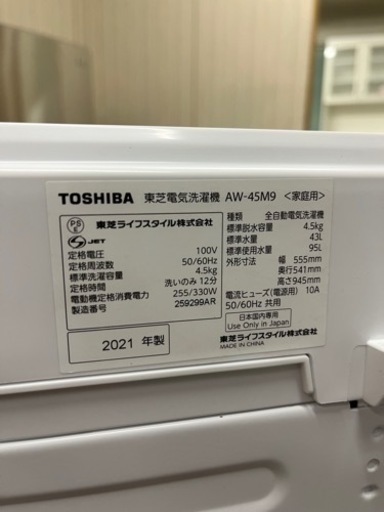 TOSHIBA 東芝電気洗濯機 AW-45M9 <家庭用>
PS E
JET
東芝ライフスタイル株式会社
定格電圧 100V
定格周波数 50/60Hz
標準洗濯容量 4.5kg
定格時間 洗いのみ 12分
電動機定格消費電力 255/330W
製造番号 259299AR
2021 年製
種類 全自動電気洗濯機
標準脱水容量 4.5kg
標準水量 43L
標準使用水量 95L
外形寸法 幅 555mm
奥行541mm
高さ945mm
電流ヒューズ(電源用) 10A
50/60Hz 共用
日本国内専用
Use Only in Japan
東芝ライフスタイル株式会社
MADE IN CHINA